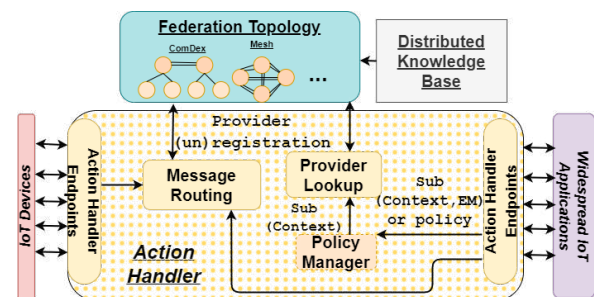 Federation Topology
ComDex
Mesh
...
Distributed
Knowledge
Base
Provider
(un)registration
IoT Devices
Action Handler
Endpoints
Message
Routing
Provider
Lookup
Sub
(Context)
Sub
(Context,EM)
or policy
Policy
Manager
Action
Handler
Action Handler
Endpoints
Widespread IoT
Applications